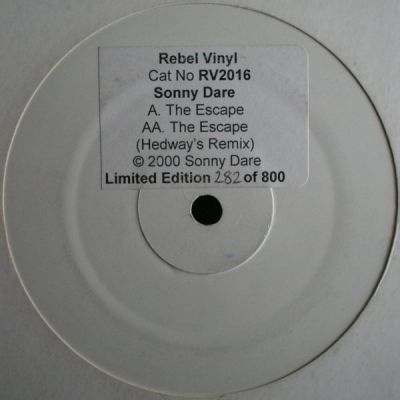 Rebel Vinyl
Cat No RV2016
Sonny Dare
A. The Escape
AA. The Escape
(Hedway's Remix)
© 2000 Sonny Dare
Limited Edition 282 of 800